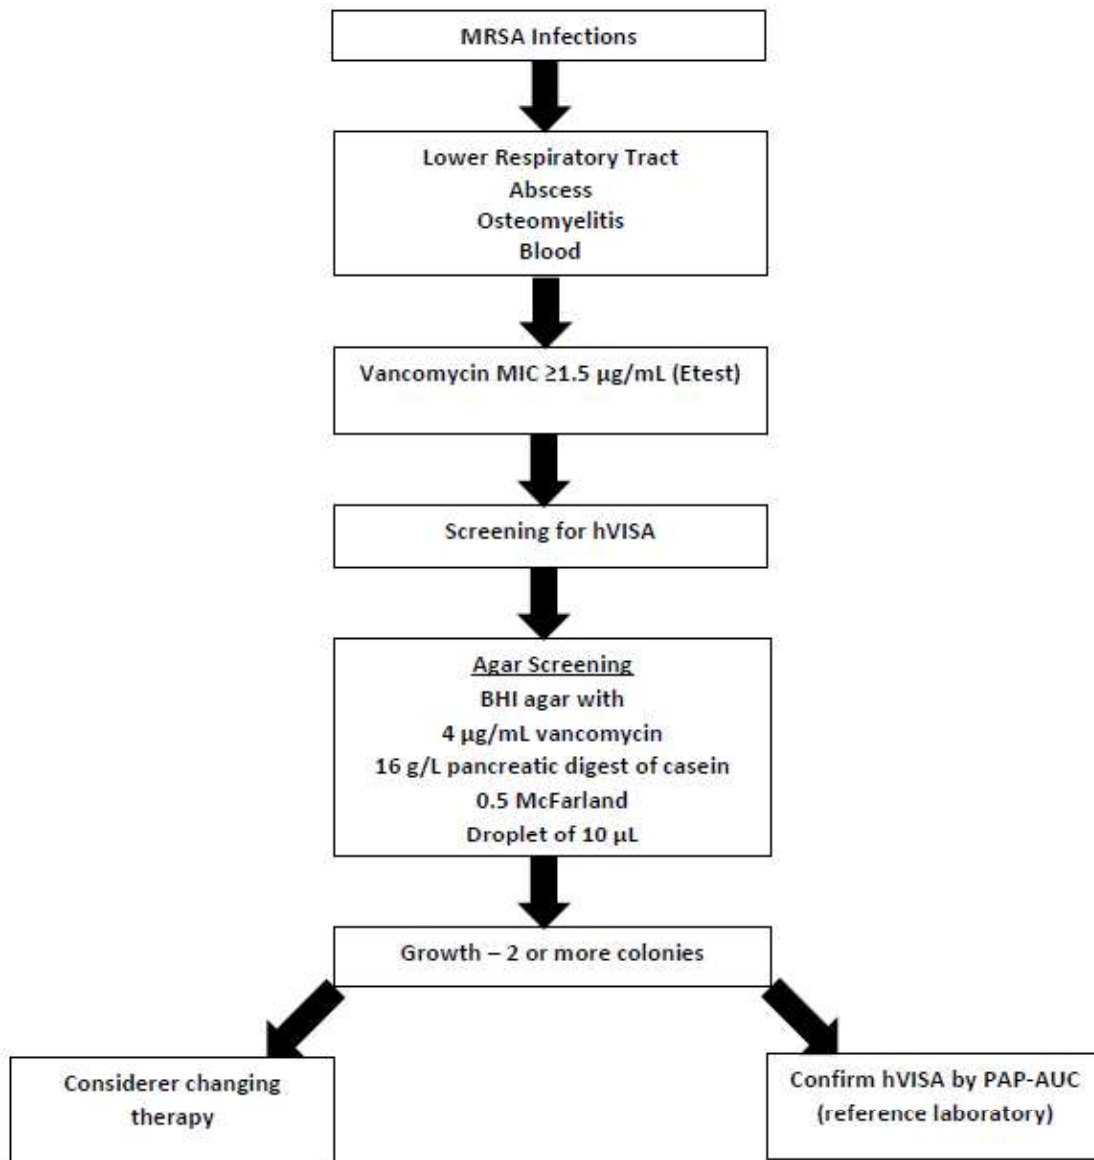 MRSA Infections
Lower Respiratory Tract
Abscess
Osteomyelitis
Blood
Vancomycin MIC ≥1.5 µg/mL (Etest)
Screening for hVISA
Agar Screening
BHI agar with
4 µg/mL vancomycin
16 g/L pancreatic digest of casein
0.5 McFarland
Droplet of 10 µL
Growth – 2 or more colonies
Considerer changing
therapy
Confirm hVISA by PAP-AUC
(reference laboratory)